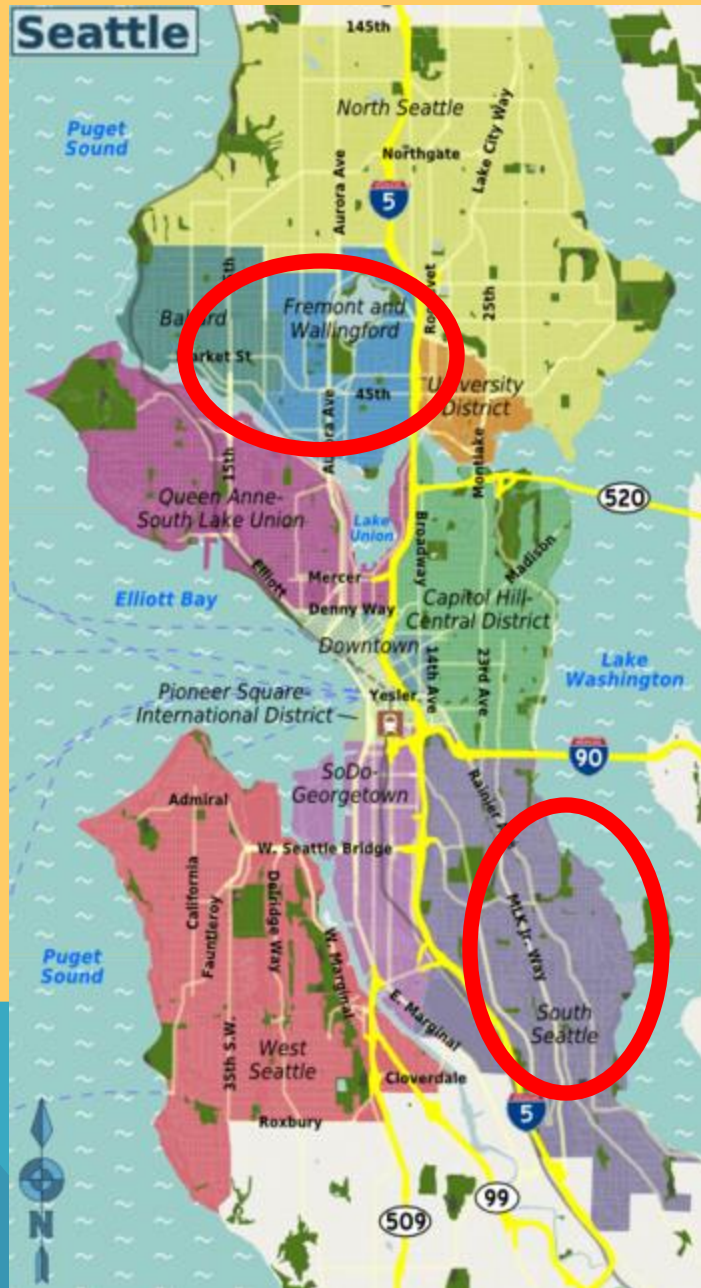 Seattle
145th
North Seattle
Puget
Sound
Lake City Way
Northgate
Aurora Ave
5
25th
Fremont and
Wallingford
Market St
45th
University
District
Aurora Ave
15th
Montlake
Queen Anne-
South Lake Union
520
Lake
Union
Broadway
Madison
Elliott
Mercer
Elliott Bay
Denny Way
Capitol Hill-
Central District
Downtown
14th Ave
23rd Ave
Lake
Washington
Pioneer Square-
International District
Yesler
90
SoDo-
Georgetown
Rainier Ave
Admiral
W. Seattle Bridge
California
Fauntleroy
Delridge Way
MLK Jr. Way
W. Marginal
Puget
Sound
E. Marginal
South
Seattle
35th S.W.
West
Seattle
Cloverdale
Roxbury
5
99
509
N